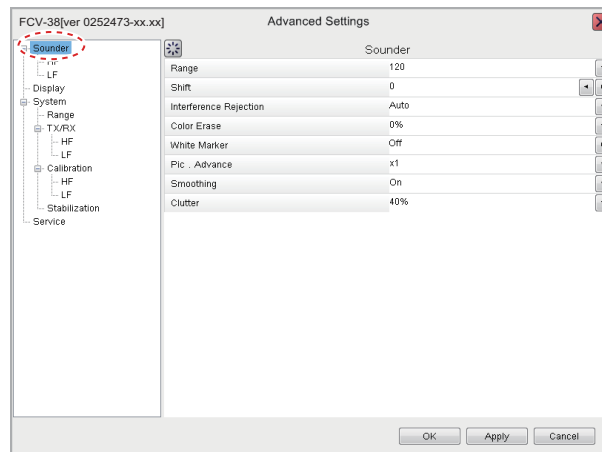 FCV-38[ver 0252473-xx.xx]
Advanced Settings
Sounder
HF
LF
Display
System
Range
TX/RX
HF
LF
Calibration
HF
LF
Stabilization
Service
Sounder
Range 120
Shift 0
Interference Rejection Auto
Color Erase 0%
White Marker Off
Pic . Advance x1
Smoothing On
Clutter 40%
OK Apply Cancel